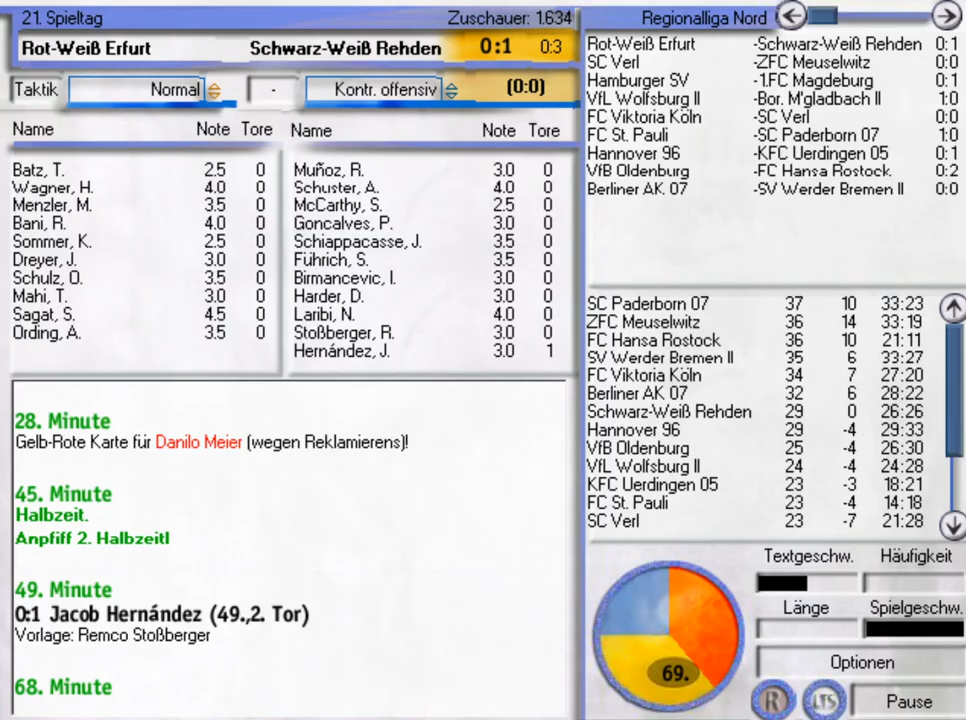 21. Spieltag Zuschauer: 1.634
Rot-Weiß Erfurt Schwarz-Weiß Rehden 0:1 0:3
Taktik Normal - Kontr. offensiv (0:0)
Name Note Tore Name Note Tore
Batz, T. 2.5 0 Muñoz, R. 3.0 0
Wagner, H. 4.0 0 Schuster, A. 4.0 0
Menzler, M. 3.5 0 McCarthy, S. 2.5 0
Bani, R. 4.0 0 Goncalves, P. 3.0 0
Sommer, K. 2.5 0 Schiappacasse, J. 3.5 0
Dreyer, J. 3.0 0 Führich, S. 3.5 0
Schulz, O. 3.5 0 Birmancevic, I. 3.0 0
Mahi, T. 3.0 0 Harder, D. 3.0 0
Sagat, S. 4.5 0 Laribi, N. 4.0 0
Ording, A. 3.5 0 Stoßberger, R. 3.0 0
Hernández, J. 3.0 1
28. Minute
Gelb-Rote Karte für Danilo Meier (wegen Reklamierens)!
45. Minute
Halbzeit.
Anpfiff 2. Halbzeit!
49. Minute
0:1 Jacob Hernández (49.,2. Tor)
Vorlage: Remco Stoßberger
68. Minute
Regionalliga Nord
Rot-Weiß Erfurt -Schwarz-Weiß Rehden 0:1
SC Verl -ZFC Meuselwitz 0:0
Hamburger SV -1.FC Magdeburg 0:1
VfL Wolfsburg II -Bor. M'gladbach II 1:0
FC Viktoria Köln -SC Verl 0:0
FC St. Pauli -SC Paderborn 07 1:0
Hannover 96 -KFC Uerdingen 05 0:1
VfB Oldenburg -FC Hansa Rostock 0:2
Berliner AK 07 -SV Werder Bremen II 0:0
SC Paderborn 07 37 10 33:23
ZFC Meuselwitz 36 14 33:19
FC Hansa Rostock 36 10 21:11
SV Werder Bremen II 35 6 33:27
FC Viktoria Köln 34 7 27:20
Berliner AK 07 32 6 28:22
Schwarz-Weiß Rehden 29 0 26:26
Hannover 96 29 -4 29:33
VfB Oldenburg 25 -4 26:30
VfL Wolfsburg II 24 -4 24:28
KFC Uerdingen 05 23 -3 18:21
FC St. Pauli 23 -4 14:18
SC Verl 23 -7 21:28
Textgeschw. Häufigkeit
Länge Spielgeschw.
69.
Optionen
R LTS Pause